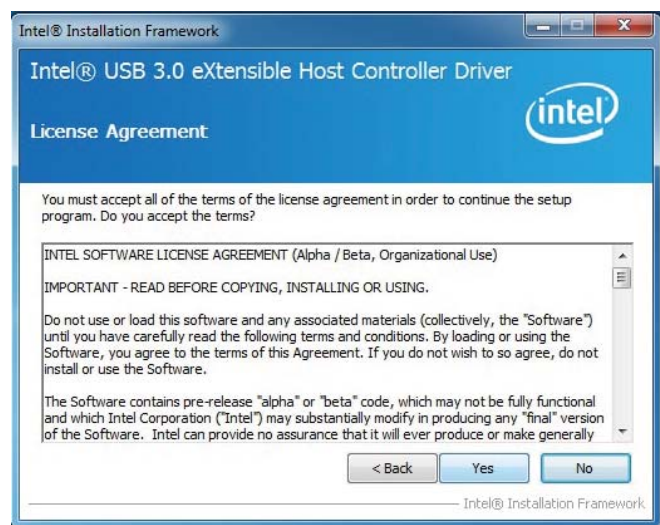 Intel® Installation Framework
Intel® USB 3.0 eXtensible Host Controller Driver
intel
License Agreement
You must accept all of the terms of the license agreement in order to continue the setup
program. Do you accept the terms?
INTEL SOFTWARE LICENSE AGREEMENT (Alpha / Beta, Organizational Use)
IMPORTANT - READ BEFORE COPYING, INSTALLING OR USING.
Do not use or load this software and any associated materials (collectively, the "Software")
until you have carefully read the following terms and conditions. By loading or using the
Software, you agree to the terms of this Agreement. If you do not wish to so agree, do not
install or use the Software.
The Software contains pre-release "alpha" or "beta" code, which may not be fully functional
and which Intel Corporation ("Intel") may substantially modify in producing any "final" version
of the Software. Intel can provide no assurance that it will ever produce or make generally
< Back Yes No
Intel® Installation Framework